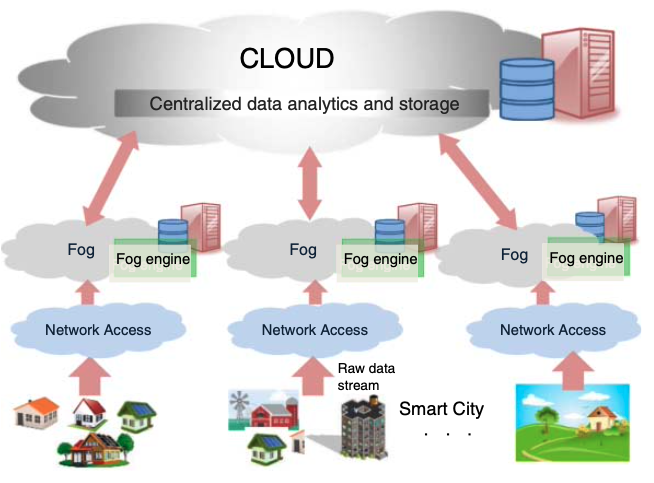 CLOUD
Centralized data analytics and storage
Fog
Fog engine
Fog
Fog engine
Fog
Fog engine
Network Access
Network Access
Network Access
Raw data
stream
Smart City
. . .